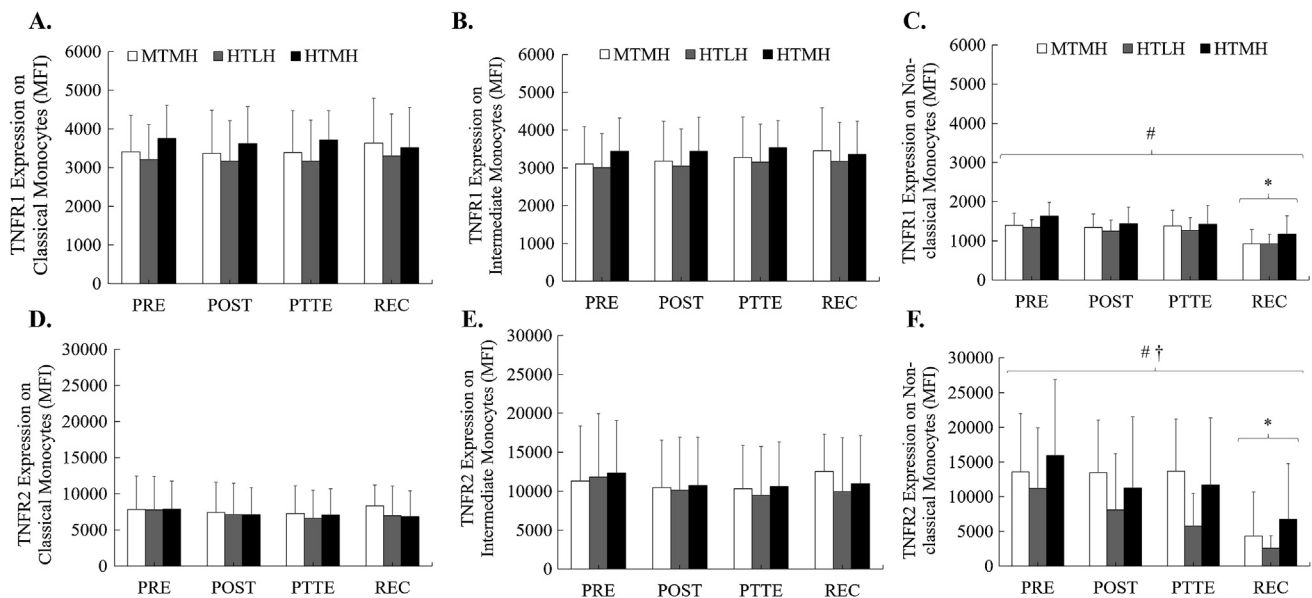 A.
TNFR1 Expression on
Classical Monocytes (MFI)
6000
5000
4000
3000
2000
1000
0
MTMH HTLH HTMH
PRE POST PTTE REC
B.
TNFR1 Expression on
Intermediate Monocytes (MFI)
6000
5000
4000
3000
2000
1000
0
MTMH HTLH HTMH
PRE POST PTTE REC
C.
TNFR1 Expression on Non-
classical Monocytes (MFI)
6000
5000
4000
3000
2000
1000
0
MTMH HTLH HTMH
#
*
PRE POST PTTE REC
D.
TNFR2 Expression on
Classical Monocytes (MFI)
30000
25000
20000
15000
10000
5000
0
PRE POST PTTE REC
E.
TNFR2 Expression on
Intermediate Monocytes (MFI)
30000
25000
20000
15000
10000
5000
0
PRE POST PTTE REC
F.
TNFR2 Expression on Non-
classical Monocytes (MFI)
30000
25000
20000
15000
10000
5000
0
# †
*
PRE POST PTTE REC